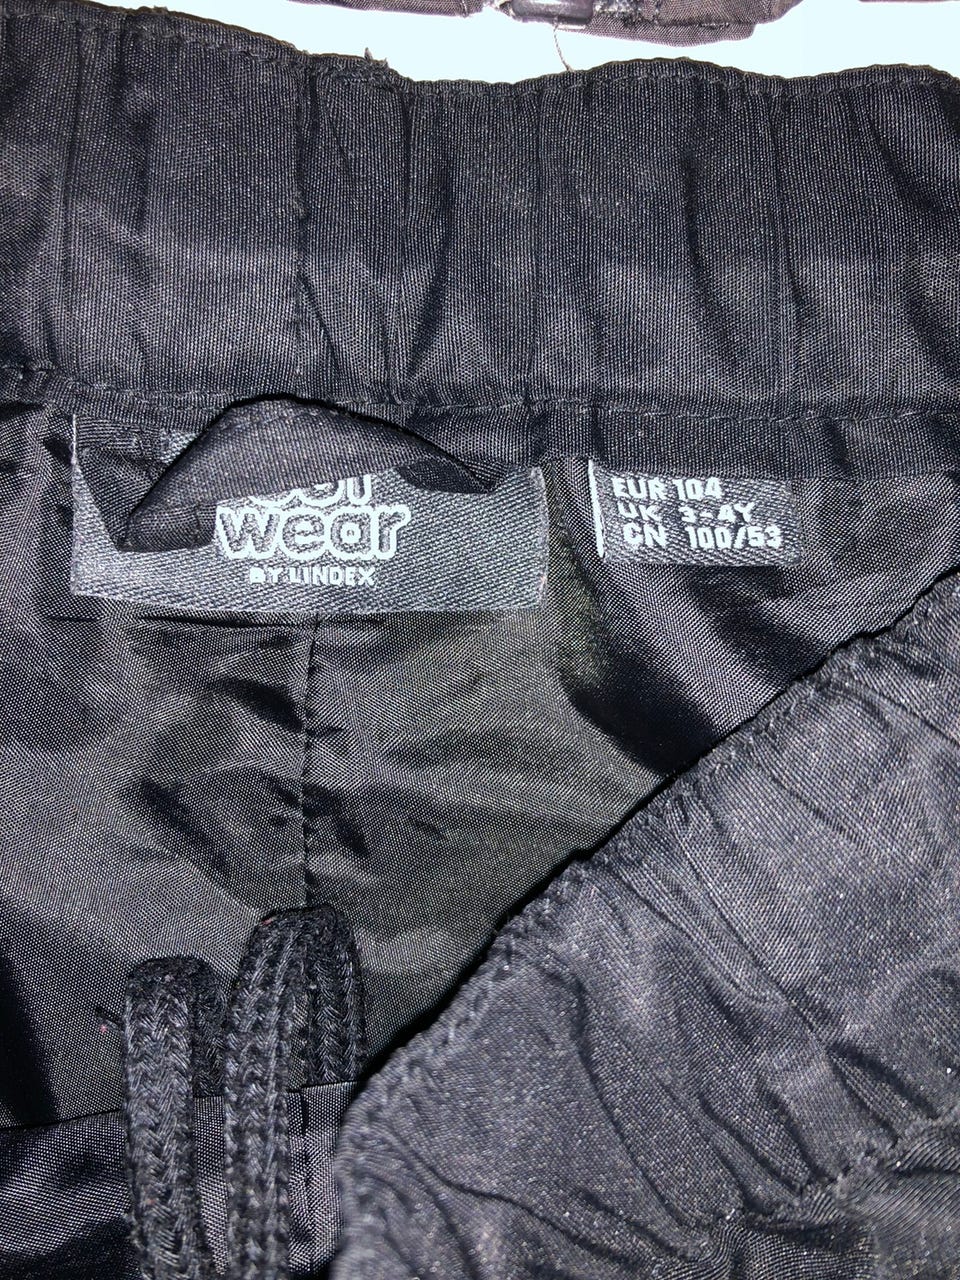 wear
BY LINDEX
EUR 104
UK 3-4Y
CN 100/53